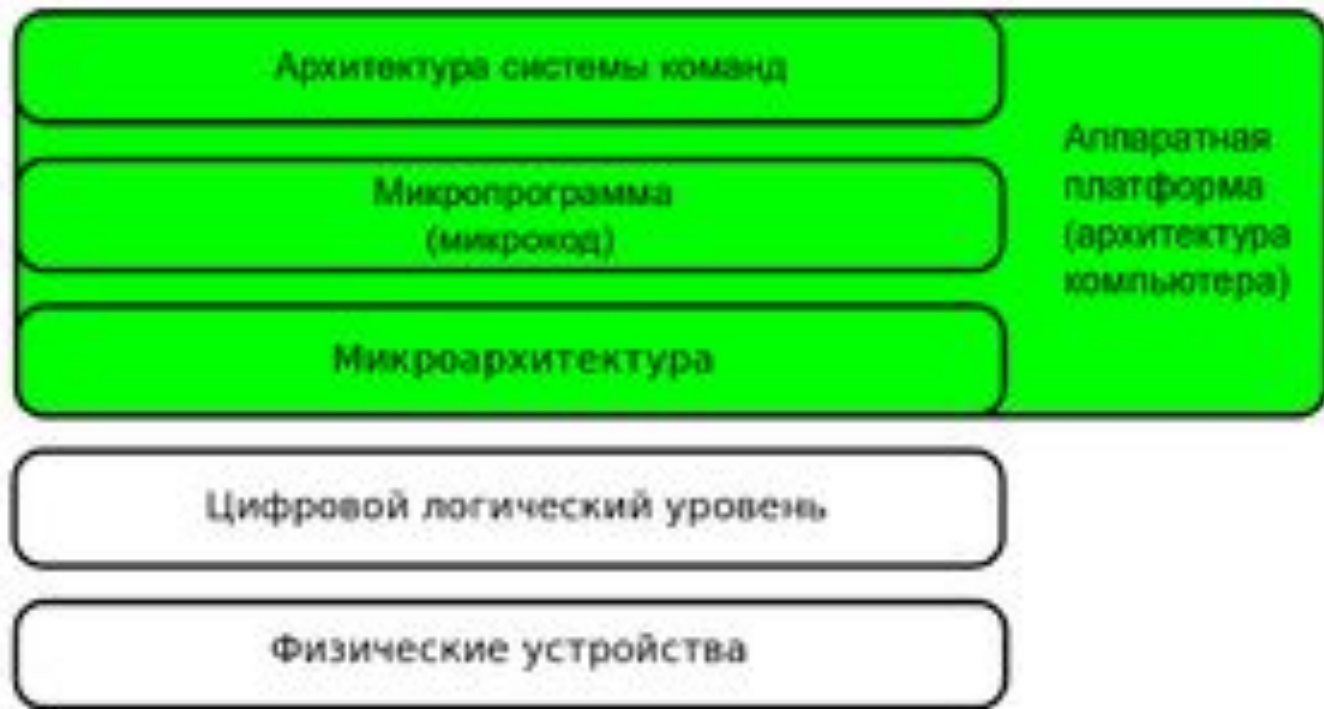 Архитектура системы команд
Микропрограмма
(микрокод)
Микроархитектура
Аппаратная
платформа
(архитектура
компьютера)
Цифровой логический уровень
Физические устройства